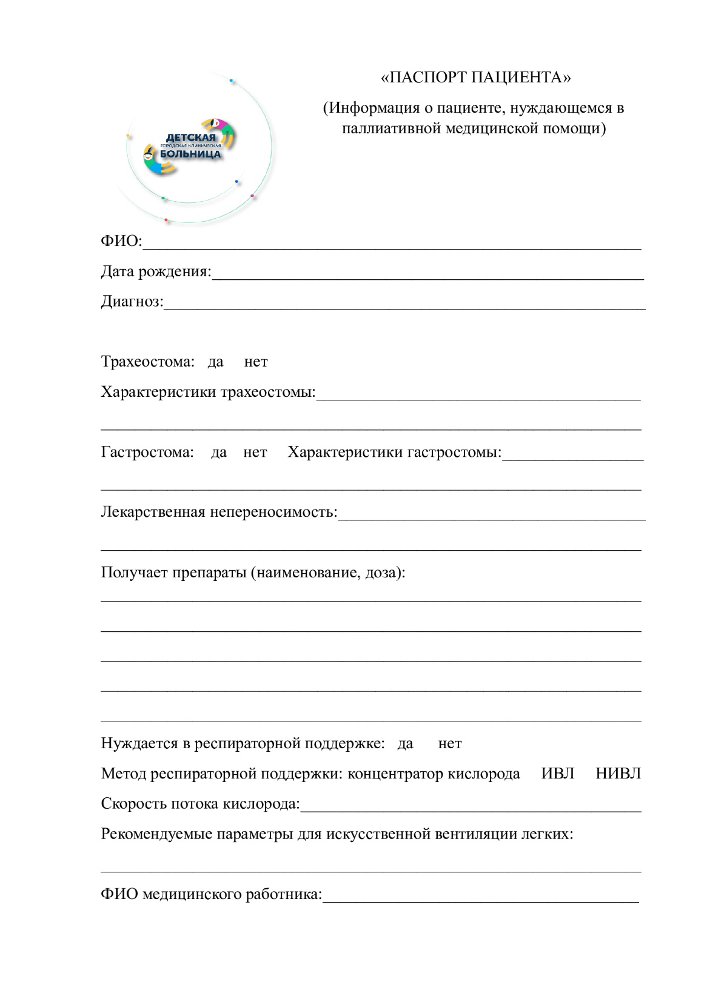 «ПАСПОРТ ПАЦИЕНТА»
(Информация о пациенте, нуждающемся в
паллиативной медицинской помощи)
ДЕТСКАЯ
ГОРОДСКАЯ КЛИНИЧЕСКАЯ
БОЛЬНИЦА
ФИО:
Дата рождения:
Диагноз:
Трахеостома: да нет
Характеристики трахеостомы:
Гастростома: да нет Характеристики гастростомы:
Лекарственная непереносимость:
Получает препараты (наименование, доза):
Нуждается в респираторной поддержке: да нет
Метод респираторной поддержки: концентратор кислорода ИВЛ НИВЛ
Скорость потока кислорода:
Рекомендуемые параметры для искусственной вентиляции легких:
ФИО медицинского работника: